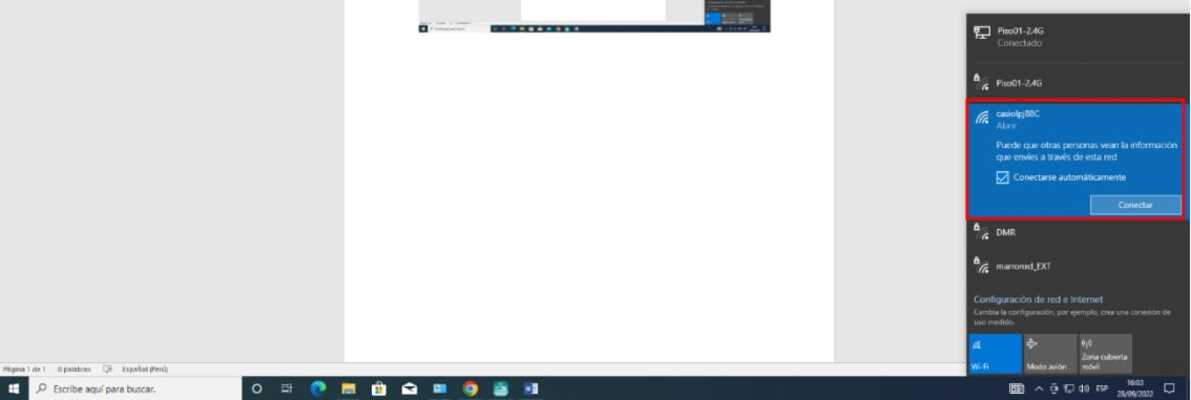 Piso01-2.4G
Conectado
Piso01-2.4G
casiolpjBBC
Abrir
Puede que otras personas vean la información
que envíes a través de esta red
Conectarse automáticamente
Conectar
DMR
marronxd_EXT
Configuración de red e Internet
Cambia la configuración, por ejemplo, crea una conexión de
uso medido.
Wi-Fi
Modo avión
Zona cubierta
móvil
Página 1 de 1 0 palabras Español (Perú)
Escribe aquí para buscar.
ESP
16:03
28/09/2022